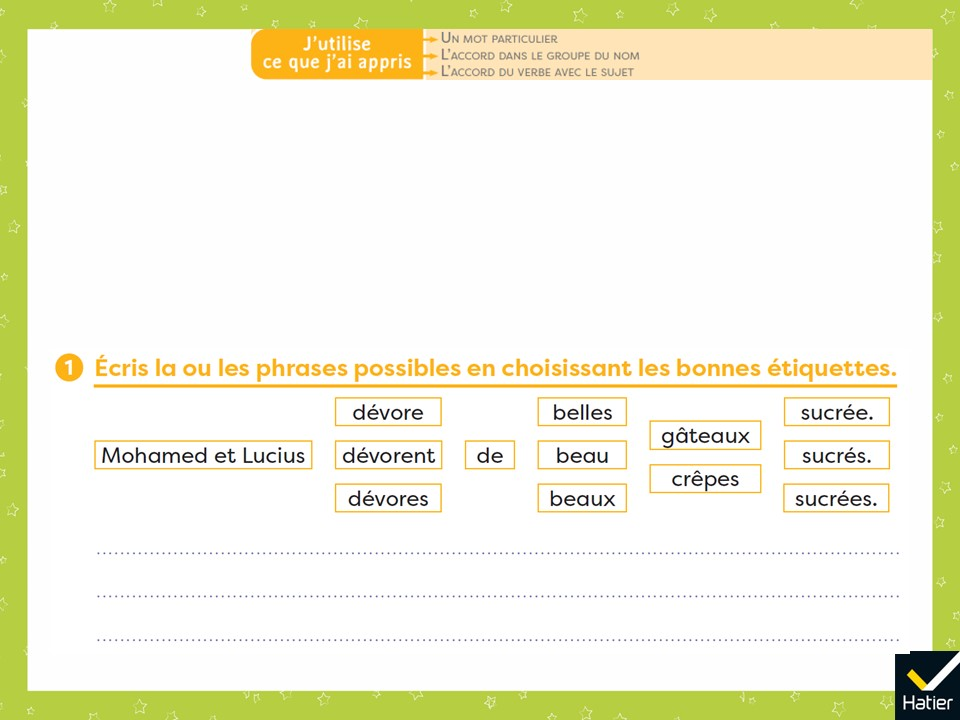 J'utilise
ce que j'ai appris
UN MOT PARTICULIER
L'ACCORD DANS LE GROUPE DU NOM
L'ACCORD DU VERBE AVEC LE SUJET
1 Écris la ou les phrases possibles en choisissant les bonnes étiquettes.
dévore belles sucrée.
gâteaux
Mohamed et Lucius dévorent de beau sucrés.
crêpes
dévores beaux sucrées.
Hatier